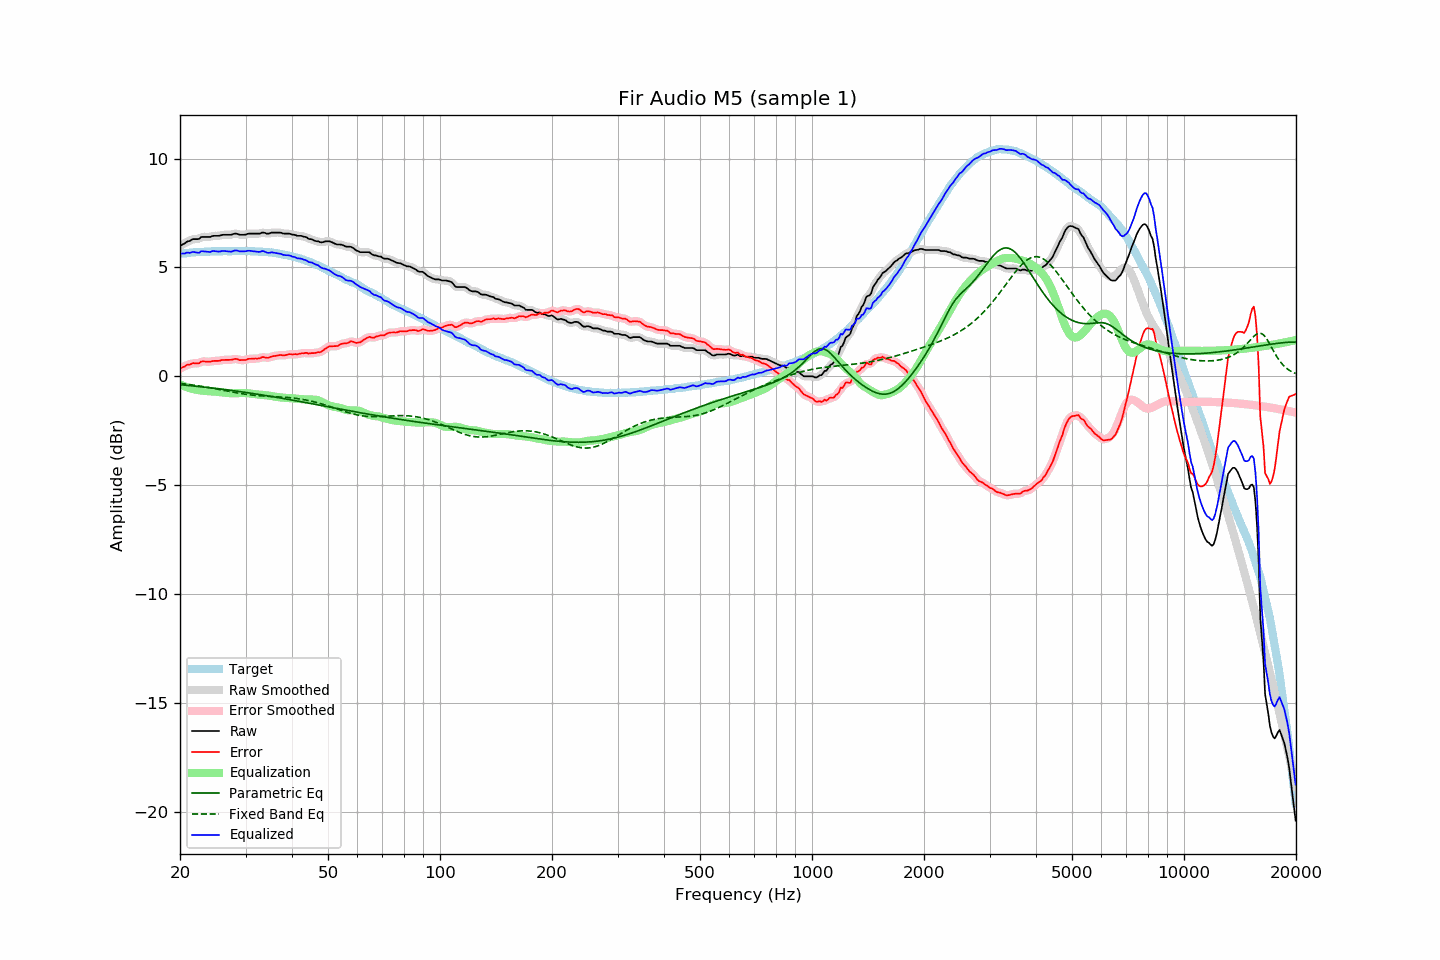 Fir Audio M5 (sample 1)
Amplitude (dBr)
10
5
0
−5
−10
−15
−20
Target
Raw Smoothed
Error Smoothed
Raw
Error
Equalization
Parametric Eq
Fixed Band Eq
Equalized
20 50 100 200 500 1000 2000 5000 10000 20000
Frequency (Hz)